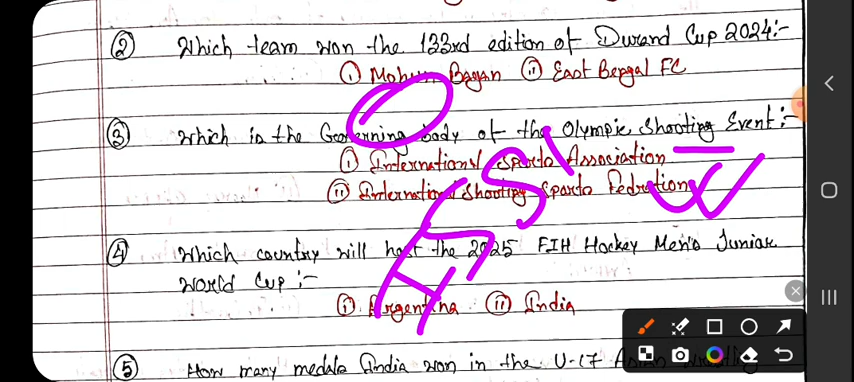 ② Which team won the 133rd edition of Durand Cup 2024:-
① Mohun Bagan ⑪ East Bengal FC
③ Which is the Governing body of the Olympic Shooting Event:-
① International Sports Association
⑪ International Shooting Sports Fedration
④ Which country will host the 2025 FIH Hockey Men's Junior
World Cup :-
① Argentina ⑪ India
⑤ How many medals India won in the U-17 Asian